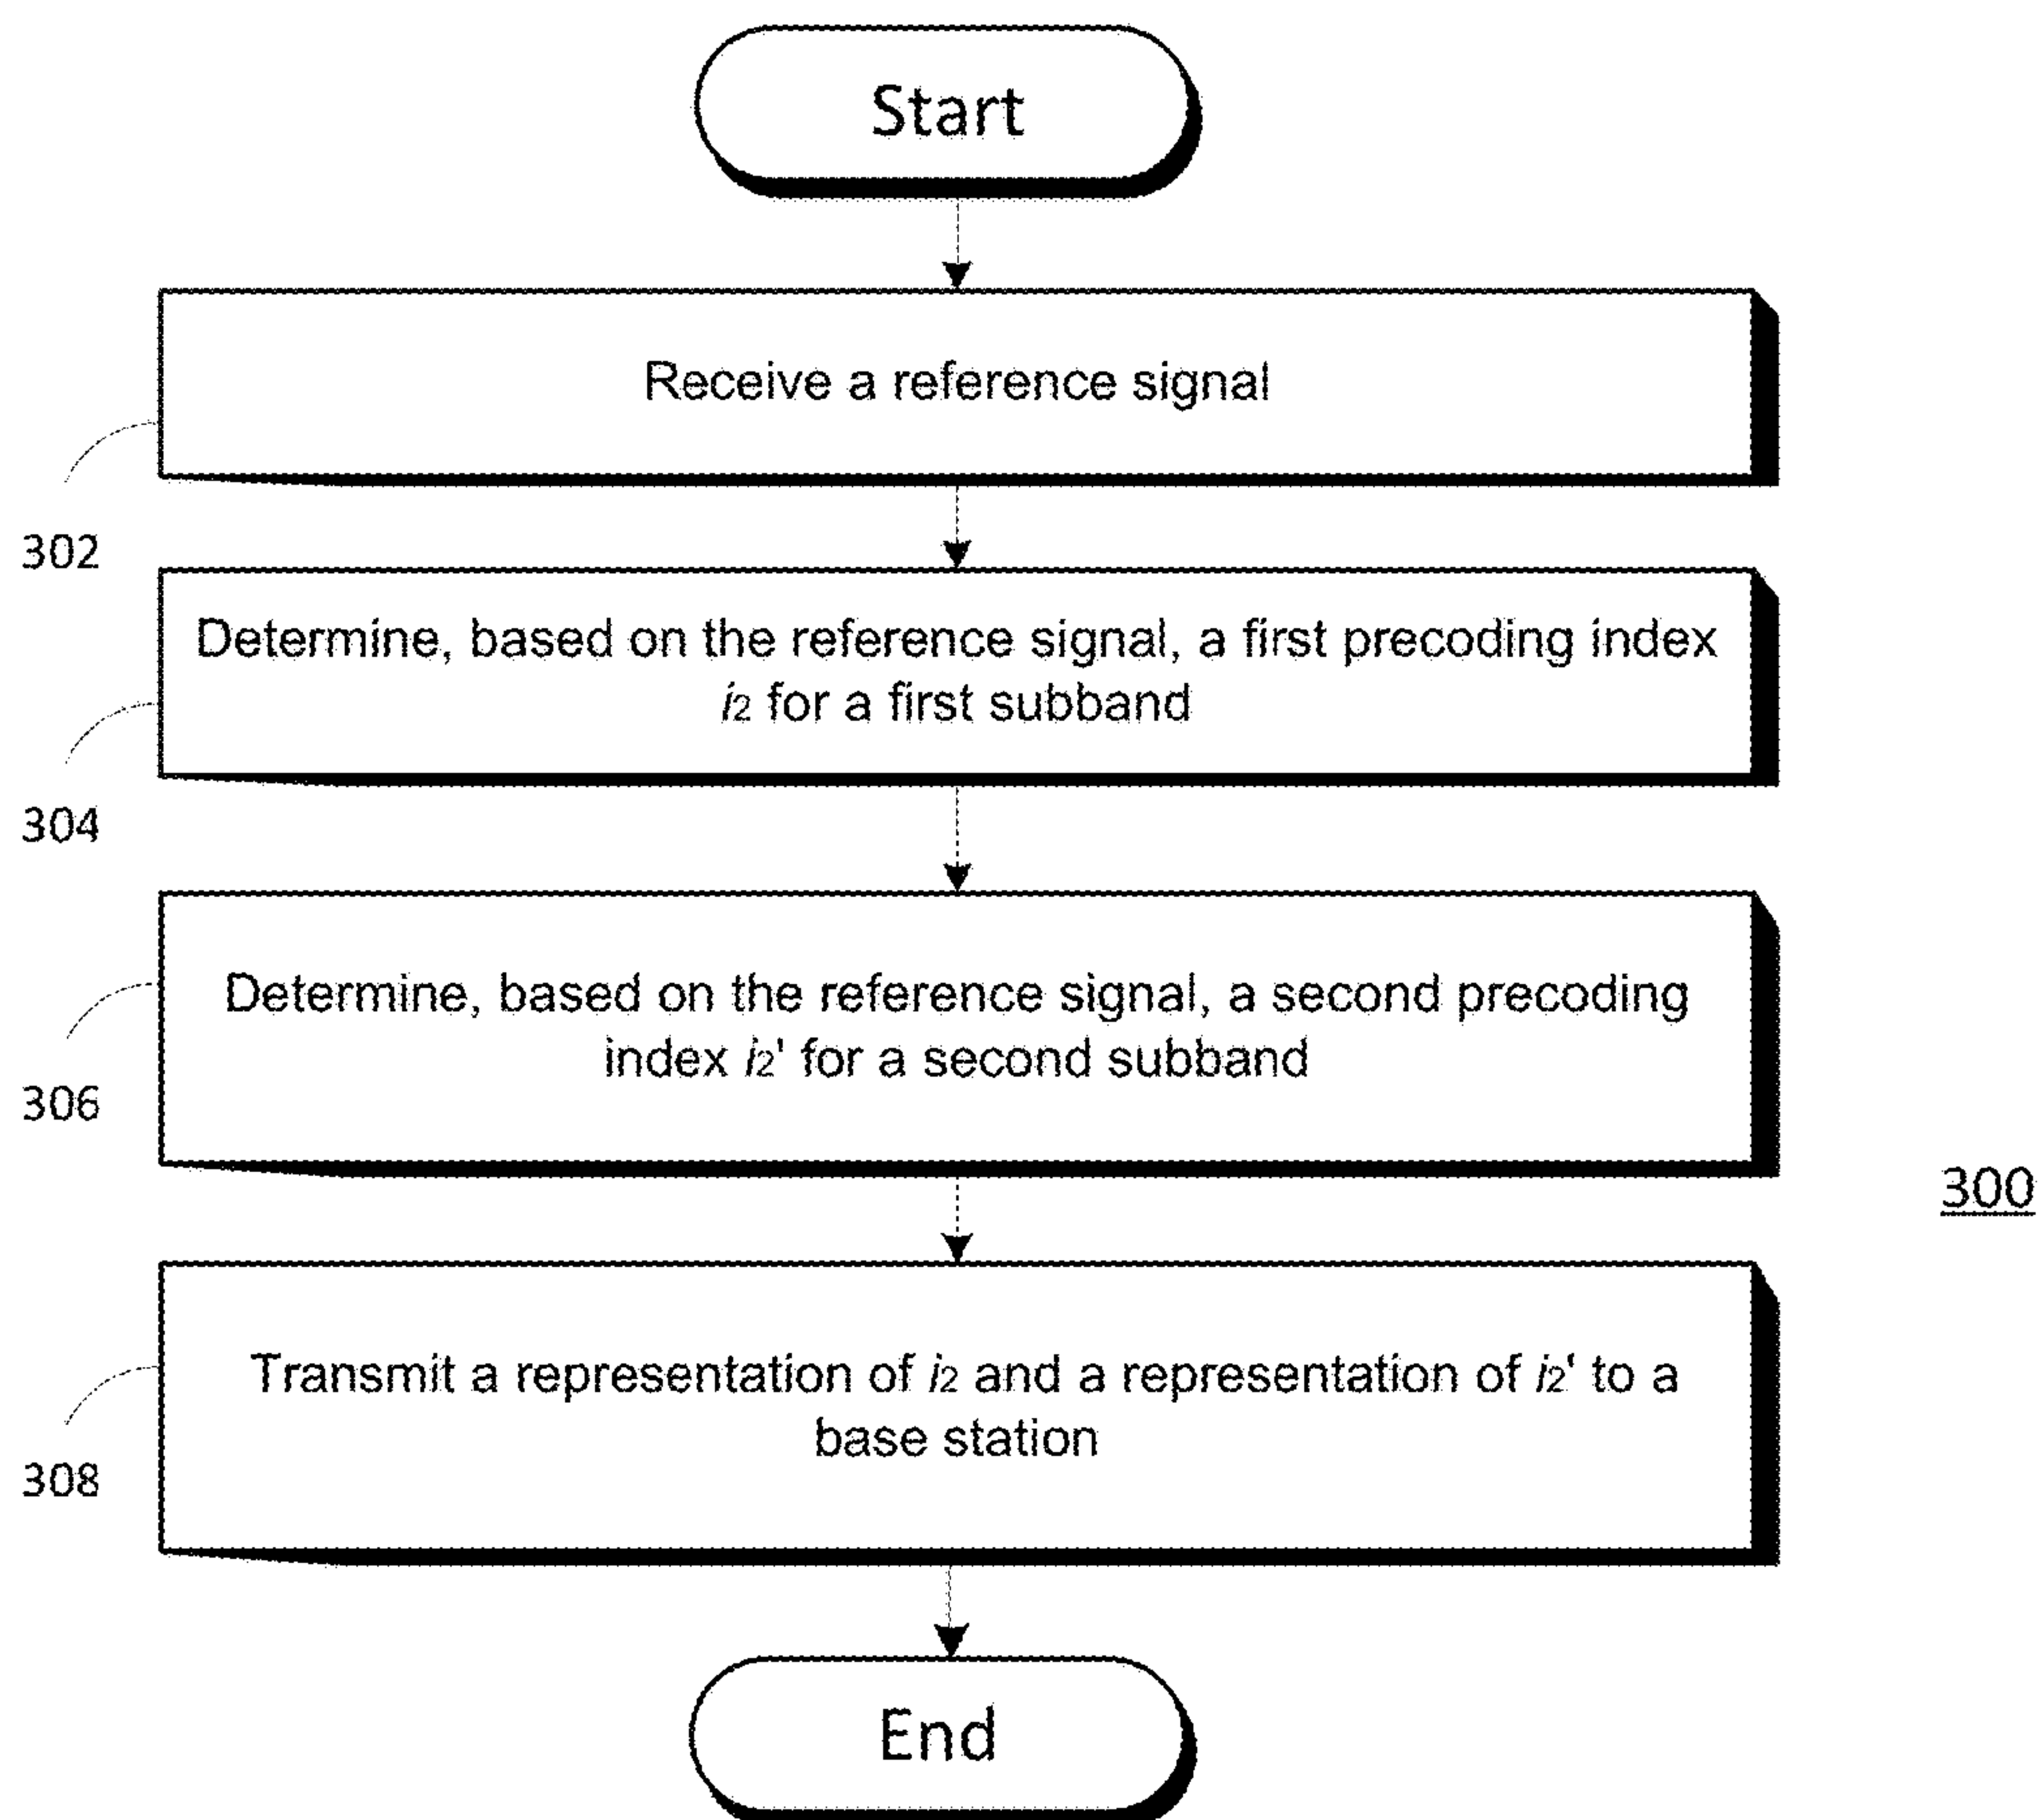 Start
Receive a reference signal
302
Determine, based on the reference signal, a first precoding index
i2 for a first subband
304
Determine, based on the reference signal, a second precoding
index i2' for a second subband
306
300
Transmit a representation of i2 and a representation of i2' to a
base station
308
End